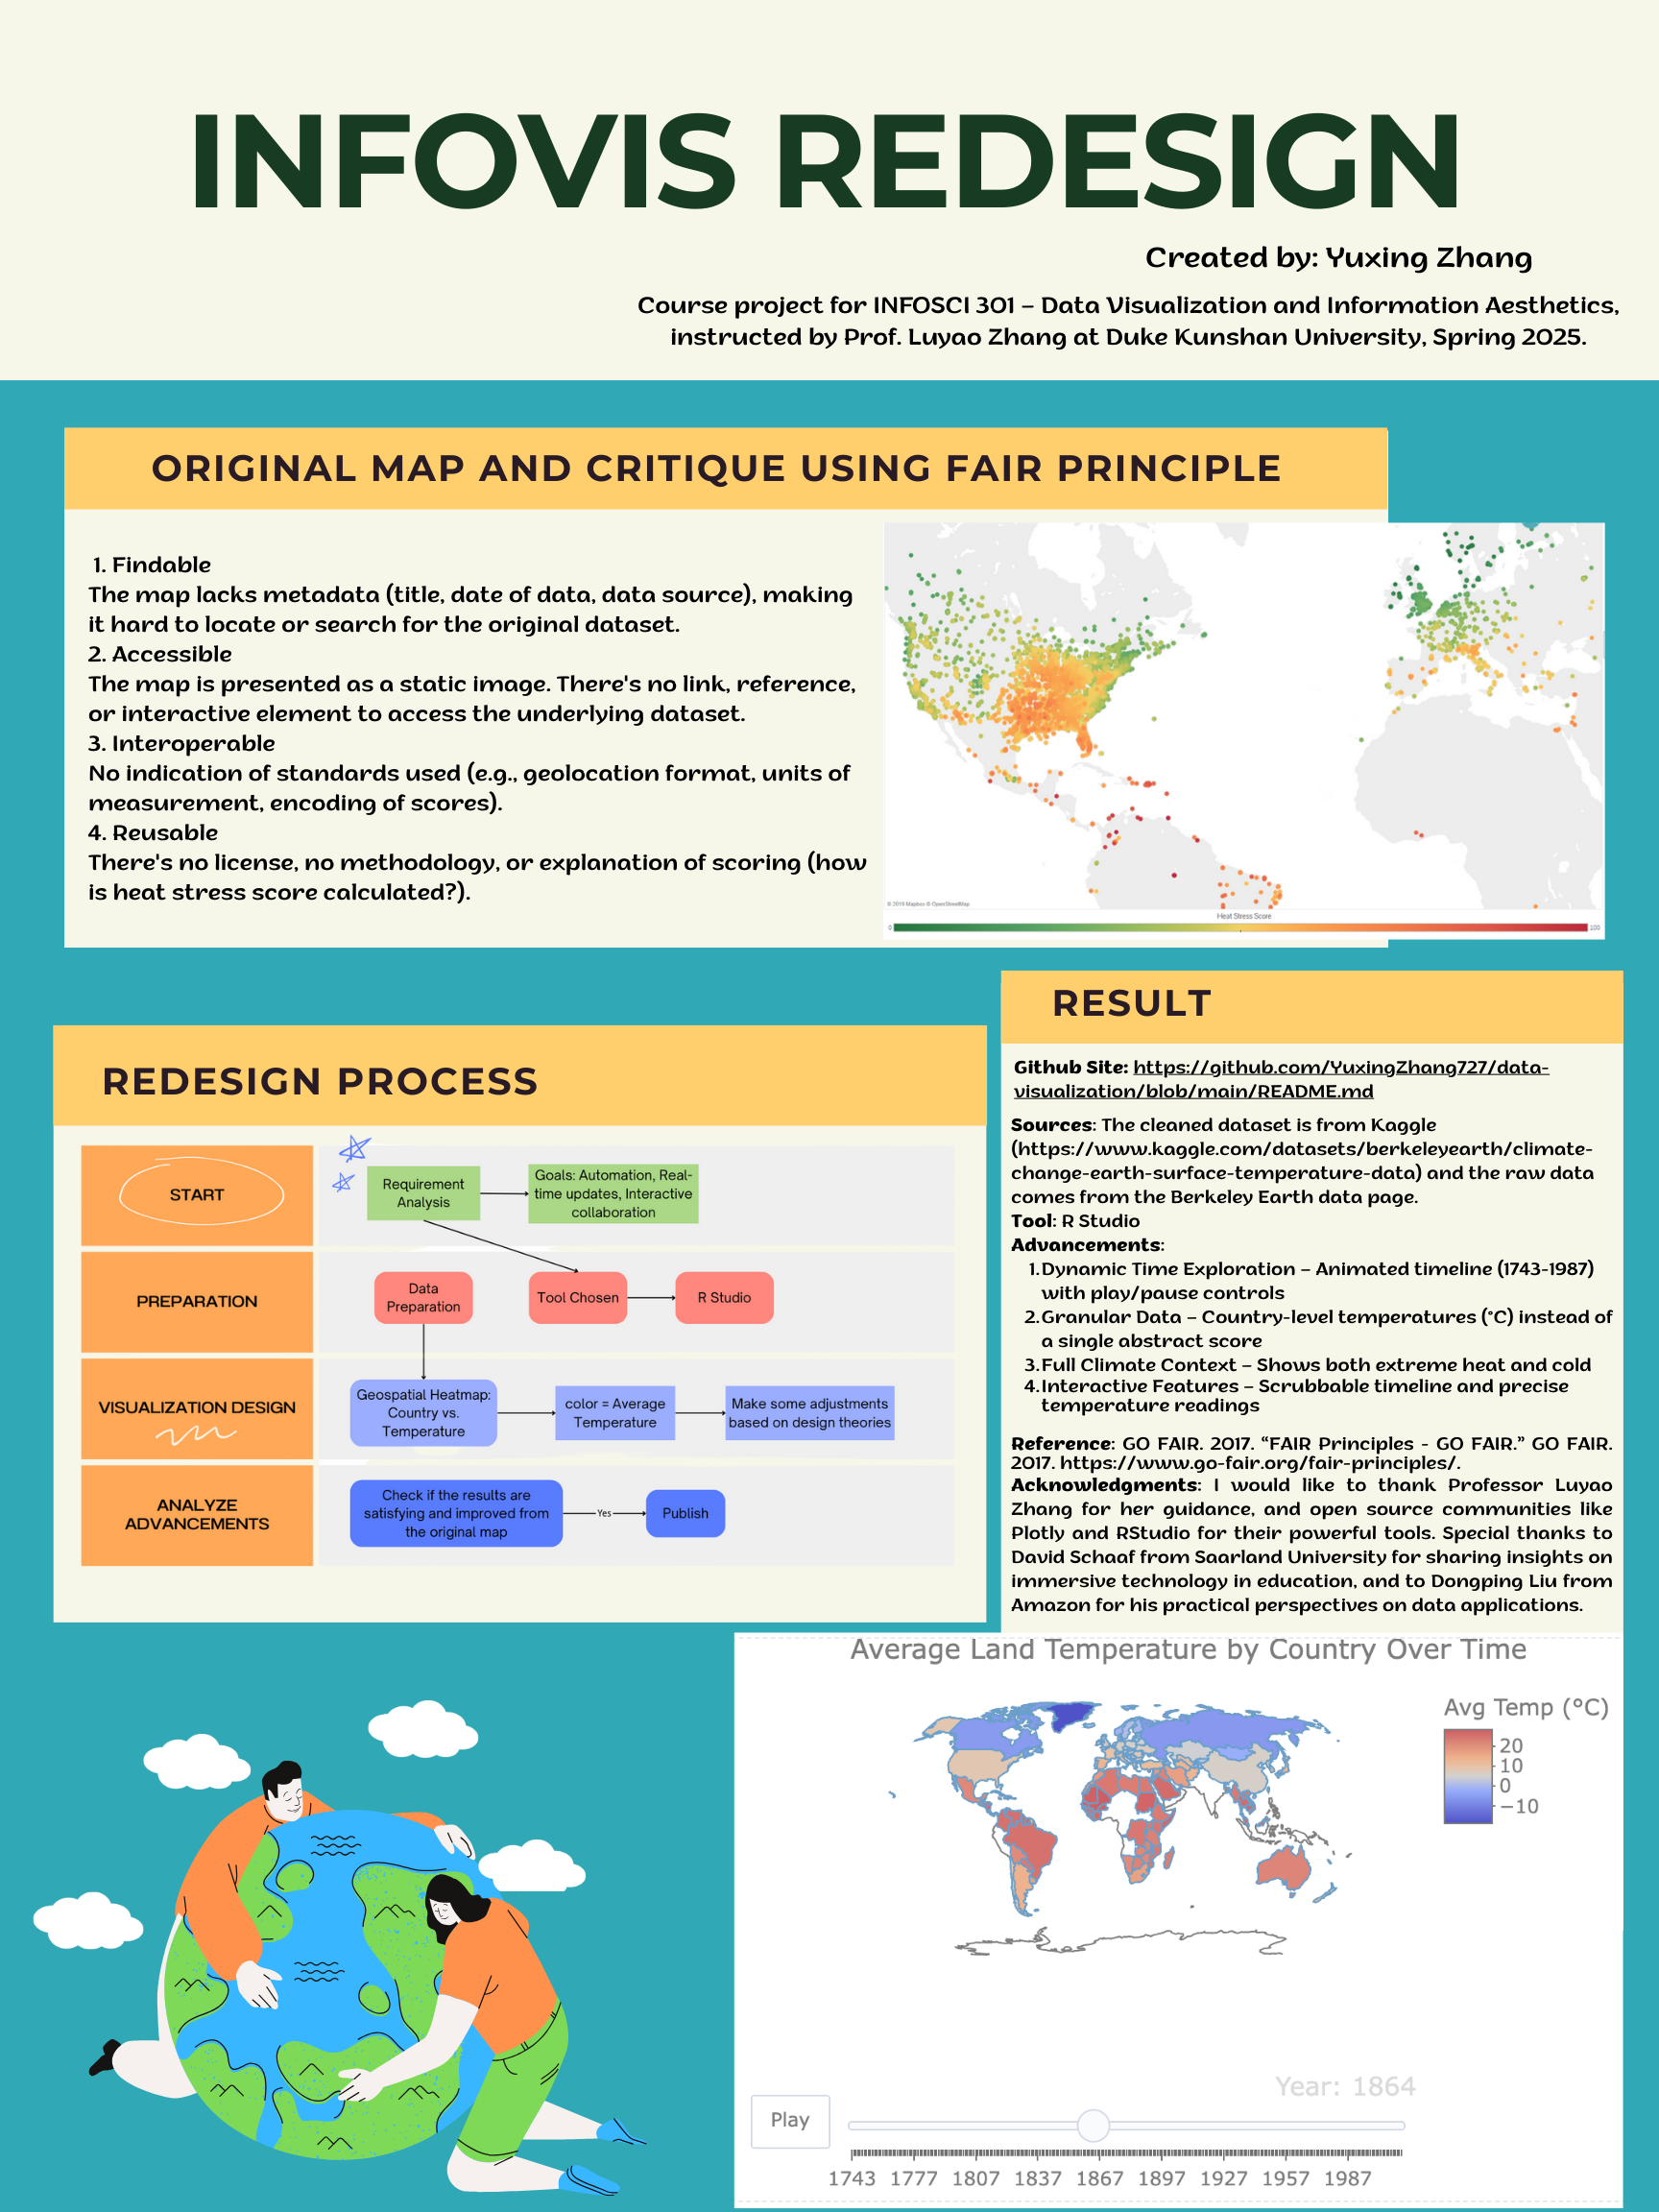 INFOVIS REDESIGN
Created by: Yuxing Zhang
Course project for INFOSCI 301 – Data Visualization and Information Aesthetics,
instructed by Prof. Luyao Zhang at Duke Kunshan University, Spring 2025.
ORIGINAL MAP AND CRITIQUE USING FAIR PRINCIPLE
1. Findable
The map lacks metadata (title, date of data, data source), making
it hard to locate or search for the original dataset.
2. Accessible
The map is presented as a static image. There's no link, reference,
or interactive element to access the underlying dataset.
3. Interoperable
No indication of standards used (e.g., geolocation format, units of
measurement, encoding of scores).
4. Reusable
There's no license, no methodology, or explanation of scoring (how
is heat stress score calculated?).
© 2019 Mapbox © OpenStreetMap
Heat Stress Score
0
100
REDESIGN PROCESS
START
Requirement
Analysis
Goals: Automation, Real-
time updates, Interactive
collaboration
PREPARATION
Data
Preparation
Tool Chosen
R Studio
VISUALIZATION DESIGN
Geospatial Heatmap:
Country vs.
Temperature
color = Average
Temperature
Make some adjustments
based on design theories
ANALYZE
ADVANCEMENTS
Check if the results are
satisfying and improved from
the original map
Yes
Publish
RESULT
Github Site: https://github.com/YuxingZhang727/data-
visualization/blob/main/README.md
Sources: The cleaned dataset is from Kaggle
(https://www.kaggle.com/datasets/berkeleyearth/climate-
change-earth-surface-temperature-data) and the raw data
comes from the Berkeley Earth data page.
Tool: R Studio
Advancements:
1. Dynamic Time Exploration – Animated timeline (1743-1987)
with play/pause controls
2. Granular Data – Country-level temperatures (°C) instead of
a single abstract score
3. Full Climate Context – Shows both extreme heat and cold
4. Interactive Features – Scrubbable timeline and precise
temperature readings
Reference: GO FAIR. 2017. “FAIR Principles - GO FAIR.” GO FAIR.
2017. https://www.go-fair.org/fair-principles/.
Acknowledgments: I would like to thank Professor Luyao
Zhang for her guidance, and open source communities like
Plotly and RStudio for their powerful tools. Special thanks to
David Schaaf from Saarland University for sharing insights on
immersive technology in education, and to Dongping Liu from
Amazon for his practical perspectives on data applications.
Average Land Temperature by Country Over Time
Avg Temp (°C)
20
10
0
−10
Year: 1864
Play
1743 1777 1807 1837 1867 1897 1927 1957 1987